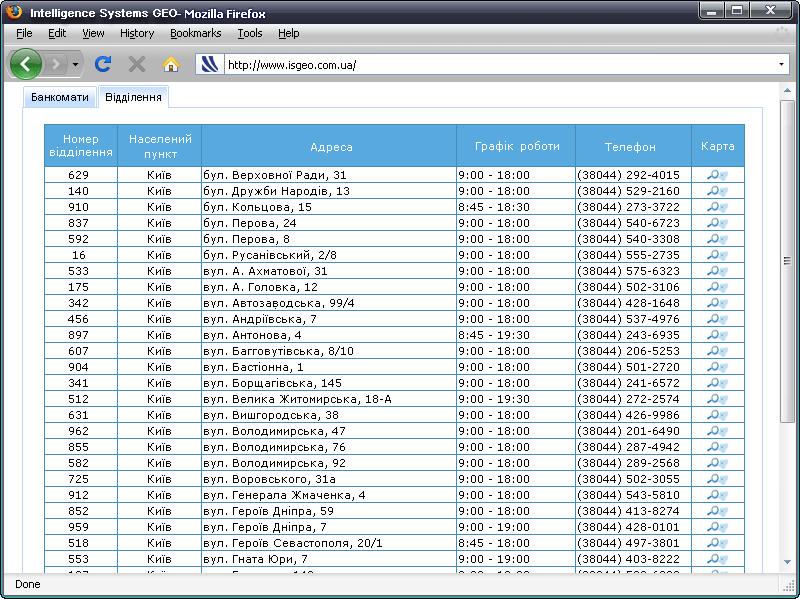 Intelligence Systems GEO- Mozilla Firefox
File Edit View History Bookmarks Tools Help
http://www.isgeo.com.ua/
Банкомати Відділення
Номер відділення Населений пункт Адреса Графік роботи Телефон Карта
629 Київ бул. Верховної Ради, 31 9:00 - 18:00 (38044) 292-4015
140 Київ бул. Дружби Народів, 13 9:00 - 18:00 (38044) 529-2160
910 Київ бул. Кольцова, 15 8:45 - 18:30 (38044) 273-3722
837 Київ бул. Перова, 24 9:00 - 18:00 (38044) 540-6723
592 Київ бул. Перова, 8 9:00 - 18:00 (38044) 540-3308
16 Київ бул. Русанівський, 2/8 9:00 - 18:00 (38044) 555-2735
533 Київ вул. А. Ахматової, 31 9:00 - 18:00 (38044) 575-6323
175 Київ вул. А. Головка, 12 9:00 - 18:00 (38044) 502-3106
342 Київ вул. Автозаводська, 99/4 9:00 - 18:00 (38044) 428-1648
456 Київ вул. Андріївська, 7 9:00 - 18:00 (38044) 537-4976
897 Київ вул. Антонова, 4 8:45 - 19:30 (38044) 243-6935
607 Київ вул. Багговутівська, 8/10 9:00 - 18:00 (38044) 206-5253
904 Київ вул. Бастіонна, 1 9:00 - 18:00 (38044) 501-2720
341 Київ вул. Борщагівська, 145 9:00 - 18:00 (38044) 241-6572
512 Київ вул. Велика Житомирська, 18-А 9:00 - 19:30 (38044) 272-2574
631 Київ вул. Вишгородська, 38 9:00 - 18:00 (38044) 426-9986
962 Київ вул. Володимирська, 47 9:00 - 18:00 (38044) 201-6490
855 Київ вул. Володимирська, 76 9:00 - 18:00 (38044) 287-4942
582 Київ вул. Володимирська, 92 9:00 - 18:00 (38044) 289-2568
725 Київ вул. Воровського, 31а 9:00 - 18:00 (38044) 502-3055
912 Київ вул. Генерала Жмаченка, 4 9:00 - 18:00 (38044) 543-5810
852 Київ вул. Героїв Дніпра, 59 9:00 - 18:00 (38044) 413-8274
959 Київ вул. Героїв Дніпра, 7 9:00 - 19:00 (38044) 428-0101
518 Київ вул. Героїв Севастополя, 20/1 8:45 - 18:00 (38044) 497-3801
553 Київ вул. Гната Юри, 7 9:00 - 19:00 (38044) 403-8222
Done